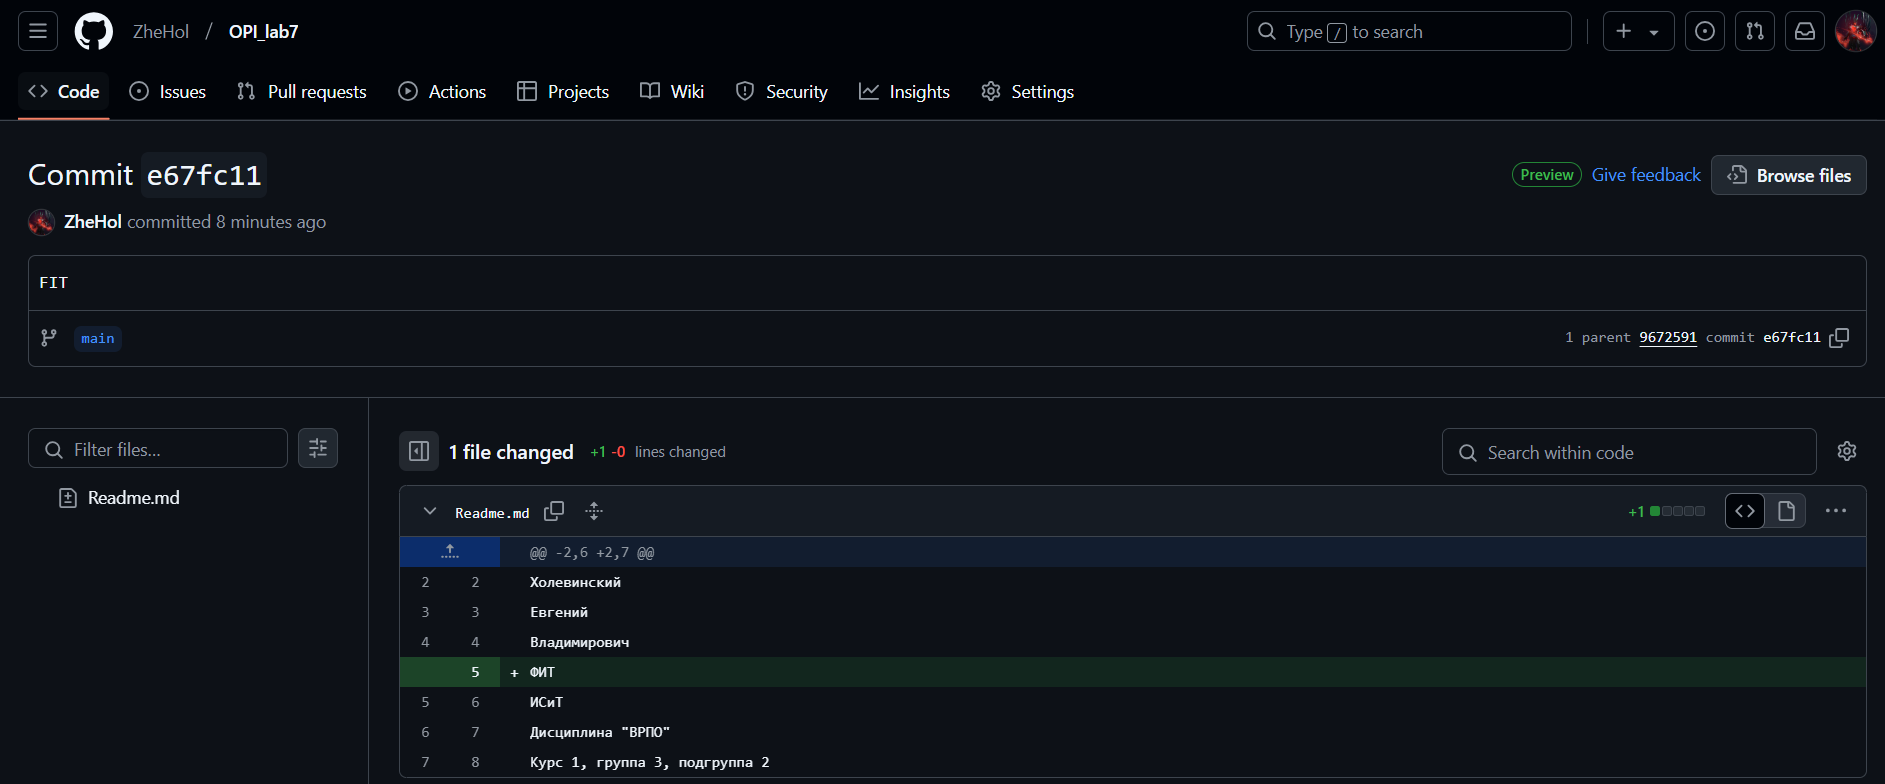 ZheHol / OPI_lab7
Type / to search
Code Issues Pull requests Actions Projects Wiki Security Insights Settings
Commit e67fc11
Preview Give feedback Browse files
ZheHol committed 8 minutes ago
FIT
main
1 parent 9672591 commit e67fc11
Filter files...
Readme.md
1 file changed +1 -0 lines changed
Search within code
Readme.md
+1
@@ -2,6 +2,7 @@
2 2 Холевинский
3 3 Евгений
4 4 Владимирович
5 + ФИТ
5 6 ИСиТ
6 7 Дисциплина "ВРПО"
7 8 Курс 1, группа 3, подгруппа 2